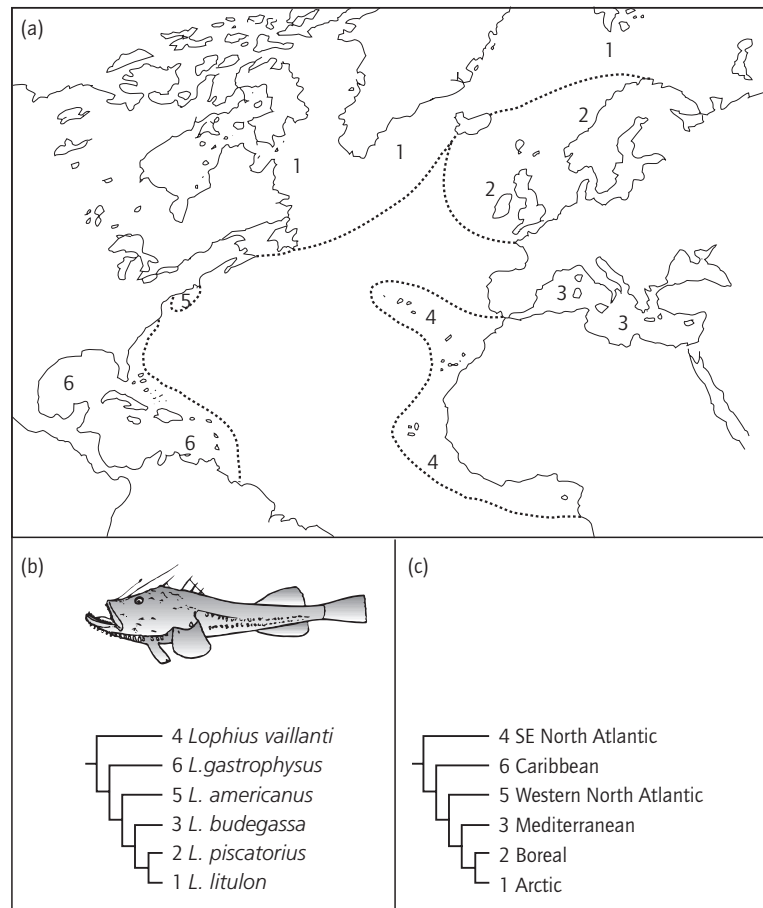 (a)
1
2
1
1
2
5
3
3
4
6
6
4
(b)
4 Lophius vaillanti
6 L.gastrophysus
5 L. americanus
3 L. budegassa
2 L. piscatorius
1 L. litulon
(c)
4 SE North Atlantic
6 Caribbean
5 Western North Atlantic
3 Mediterranean
2 Boreal
1 Arctic